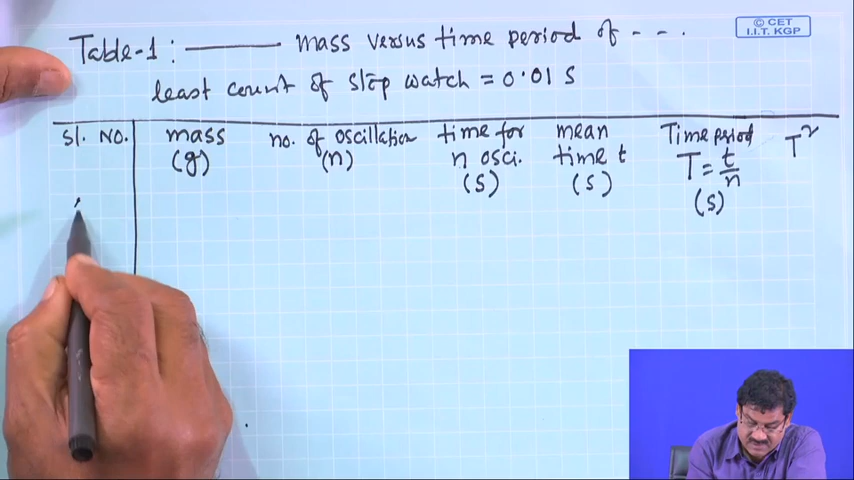 © CET
I.I.T. KGP
Table-1: ——— mass versus time period of - - .
least count of stop watch = 0.01 s
Sl. No. mass (g) no. of oscillation (n) time for n osci. (s) mean time t (s) Time period T = t/n (s) T²